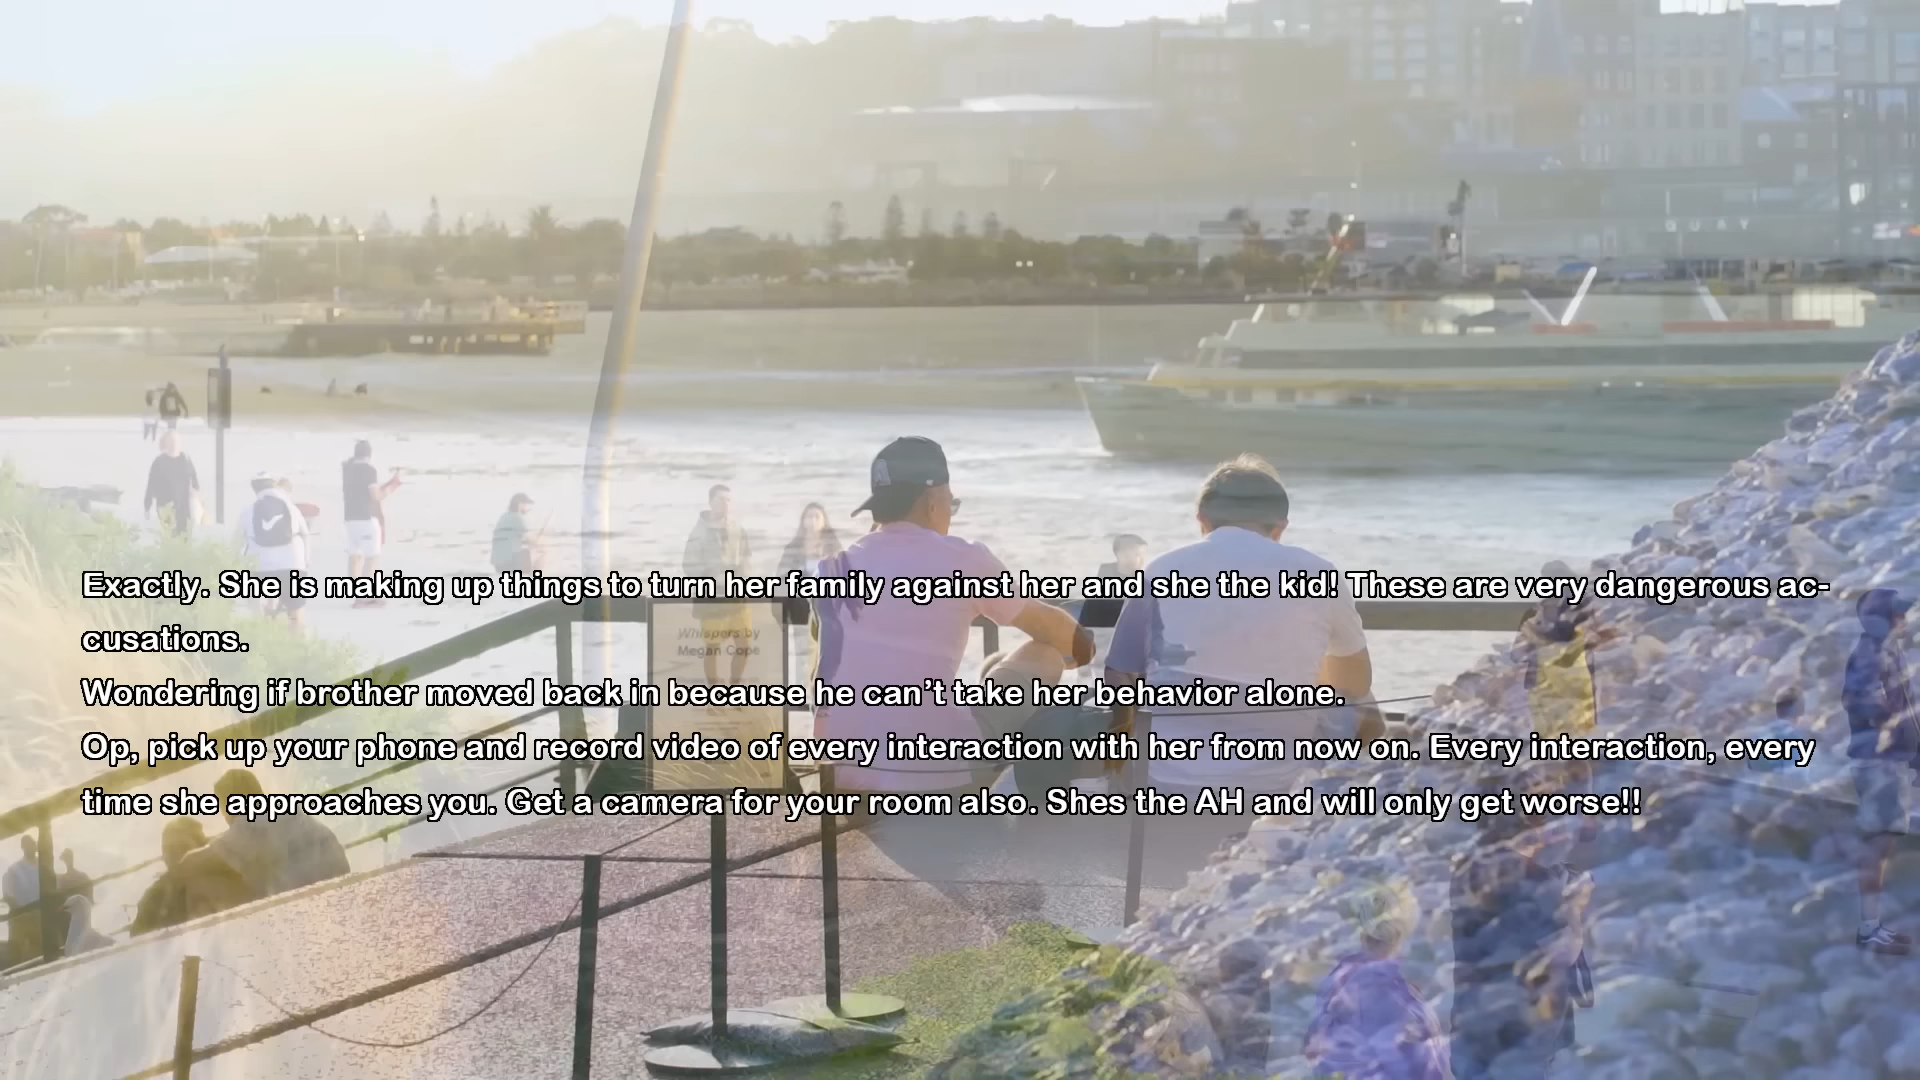 QUAY
Exactly. She is making up things to turn her family against her and she the kid! These are very dangerous ac-
cusations.
Whispers by
Megan Cope
Wondering if brother moved back in because he can’t take her behavior alone.
Op, pick up your phone and record video of every interaction with her from now on. Every interaction, every
time she approaches you. Get a camera for your room also. Shes the AH and will only get worse!!